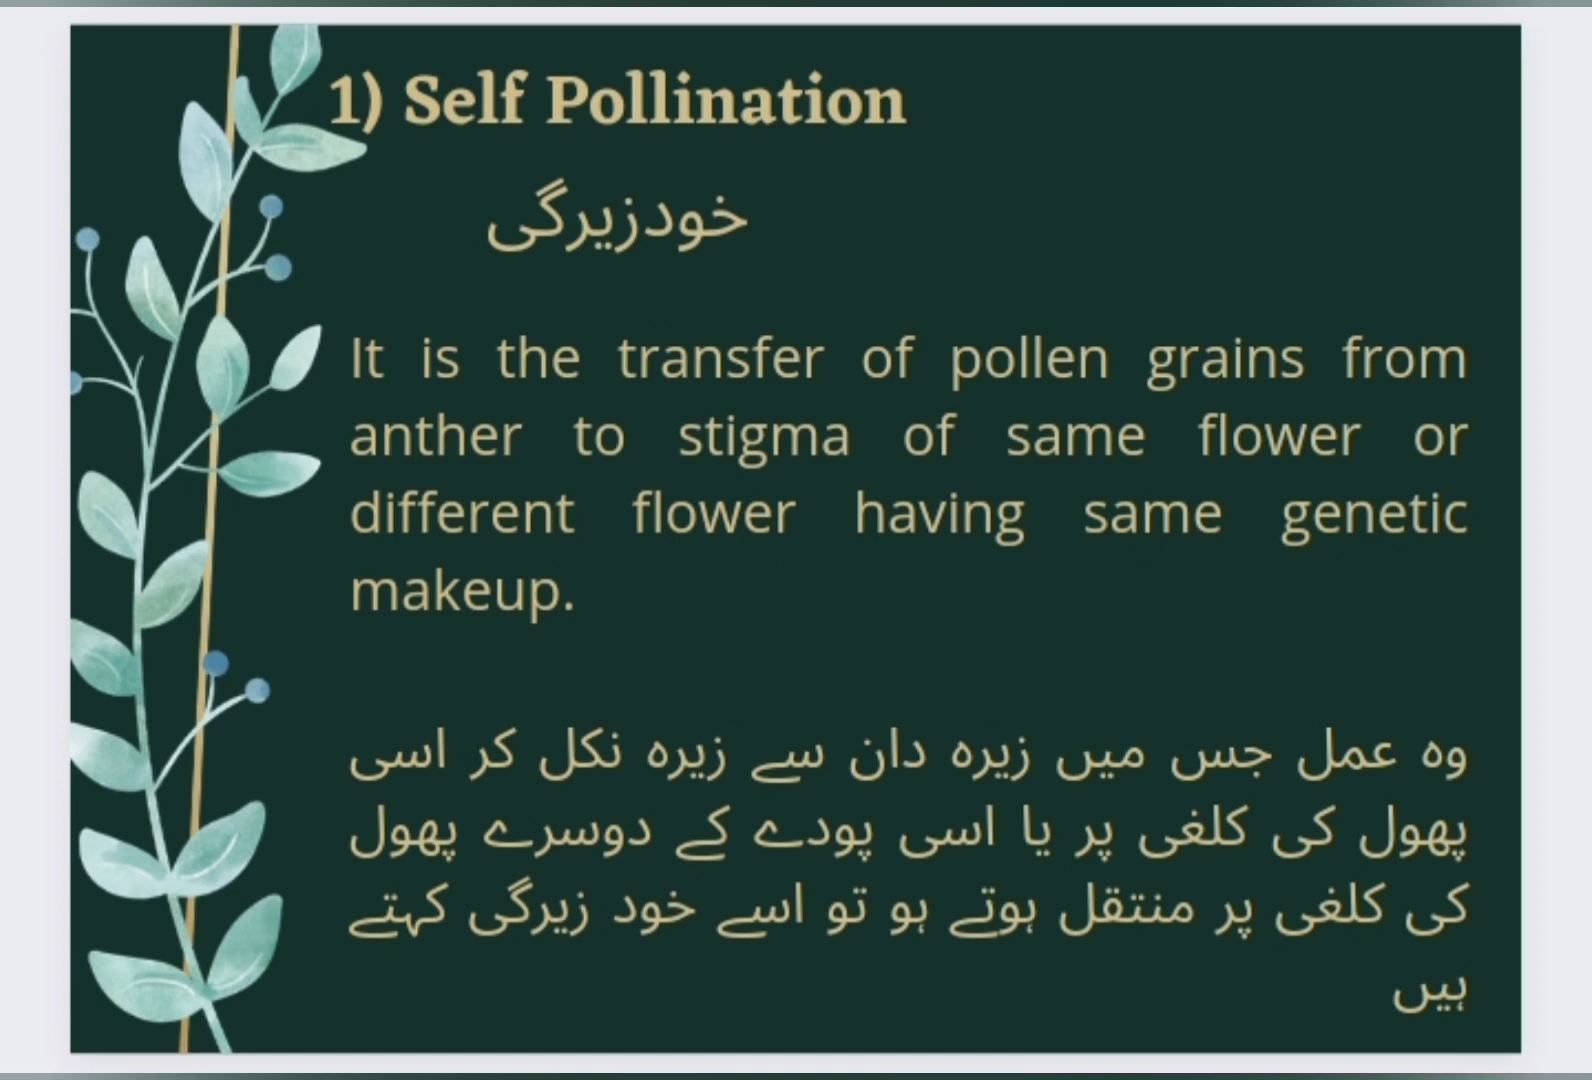 1) Self Pollination
خودزیرگی
It is the transfer of pollen grains from
anther to stigma of same flower or
different flower having same genetic
makeup.
وہ عمل جس میں زیرہ دان سے زیرہ نکل کر اسی
پھول کی کلغی پر یا اسی پودے کے دوسرے پھول
کی کلغی پر منتقل ہوتے ہو تو اسے خود زیرگی کہتے
ہیں